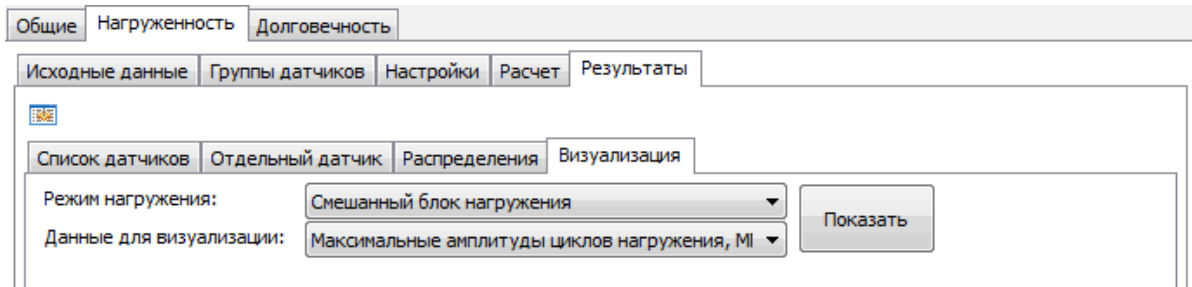 Общие Нагруженность Долговечность
Исходные данные Группы датчиков Настройки Расчет Результаты
Список датчиков Отдельный датчик Распределения Визуализация
Режим нагружения: Смешанный блок нагружения
Показать
Данные для визуализации: Максимальные амплитуды циклов нагружения, МІ